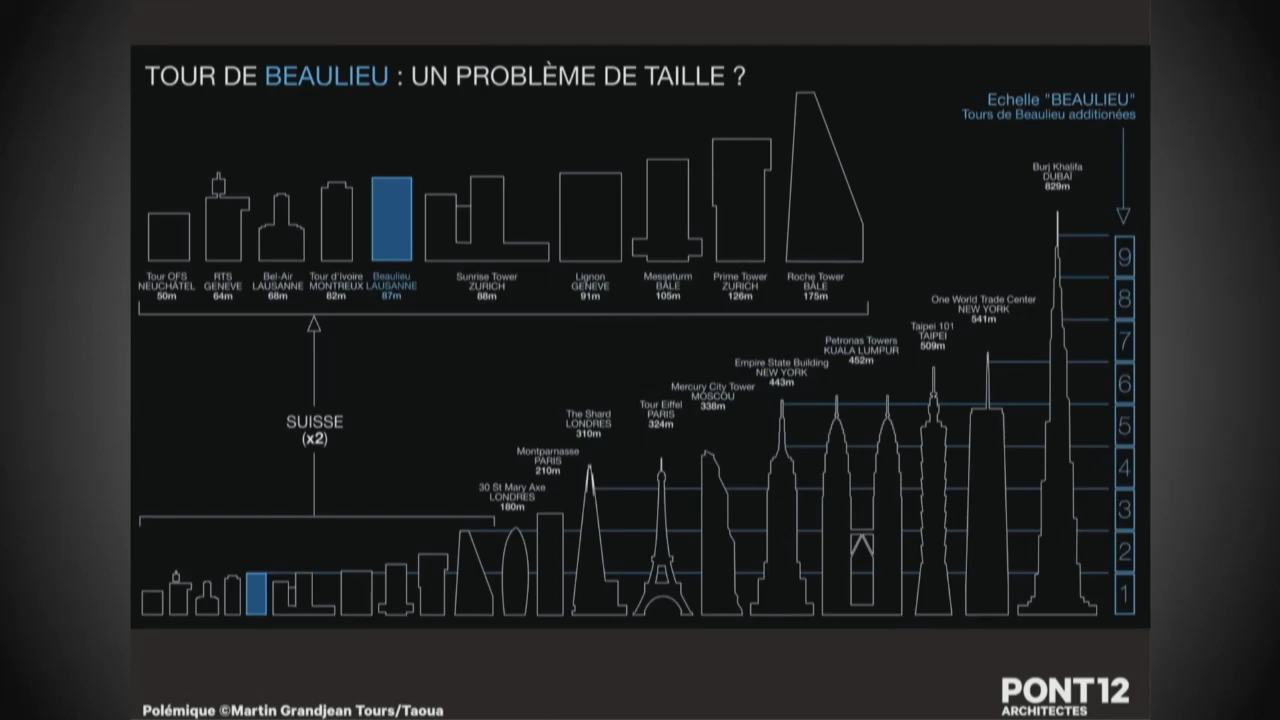 TOUR DE BEAULIEU : UN PROBLÈME DE TAILLE ?
Echelle "BEAULIEU"
Tours de Beaulieu additionées
Tour OFS
NEUCHÂTEL
50m
RTS
GENEVE
64m
Bel-Air
LAUSANNE
68m
Tour d'Ivoire
MONTREUX
82m
Beaulieu
LAUSANNE
87m
Sunrise Tower
ZURICH
88m
Lignon
GENEVE
91m
Messeturm
BÂLE
105m
Prime Tower
ZURICH
126m
Roche Tower
BÂLE
175m
SUISSE
(x2)
30 St Mary Axe
LONDRES
180m
Montparnasse
PARIS
210m
The Shard
LONDRES
310m
Tour Eiffel
PARIS
324m
Mercury City Tower
MOSCOU
338m
Empire State Building
NEW YORK
443m
Petronas Towers
KUALA LUMPUR
452m
Taipei 101
TAIPEI
509m
One World Trade Center
NEW YORK
541m
Burj Khalifa
DUBAÏ
829m
9
8
7
6
5
4
3
2
1
Polémique ©Martin Grandjean Tours/Taoua
PONT12
ARCHITECTES